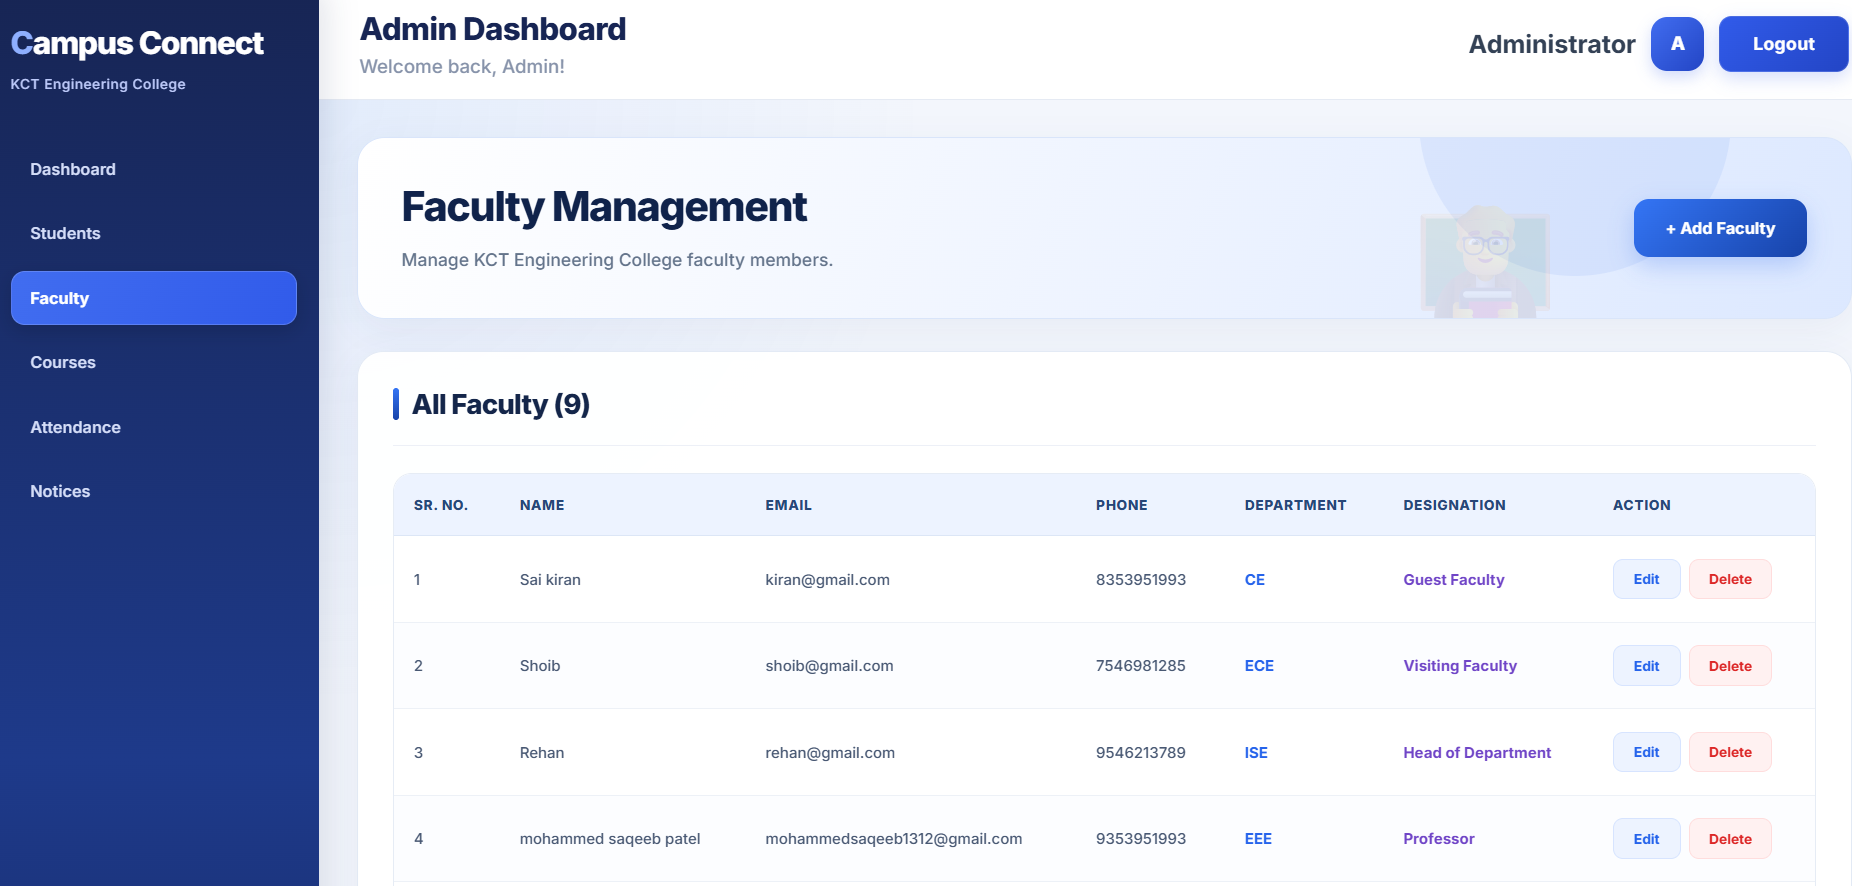 Campus Connect
KCT Engineering College
Dashboard
Students
Faculty
Courses
Attendance
Notices
Admin Dashboard
Welcome back, Admin!
Administrator A Logout
Faculty Management
Manage KCT Engineering College faculty members.
+ Add Faculty
All Faculty (9)
SR. NO. NAME EMAIL PHONE DEPARTMENT DESIGNATION ACTION
1 Sai kiran kiran@gmail.com 8353951993 CE Guest Faculty Edit Delete
2 Shoib shoib@gmail.com 7546981285 ECE Visiting Faculty Edit Delete
3 Rehan rehan@gmail.com 9546213789 ISE Head of Department Edit Delete
4 mohammed saqeeb patel mohammedsaqeeb1312@gmail.com 9353951993 EEE Professor Edit Delete